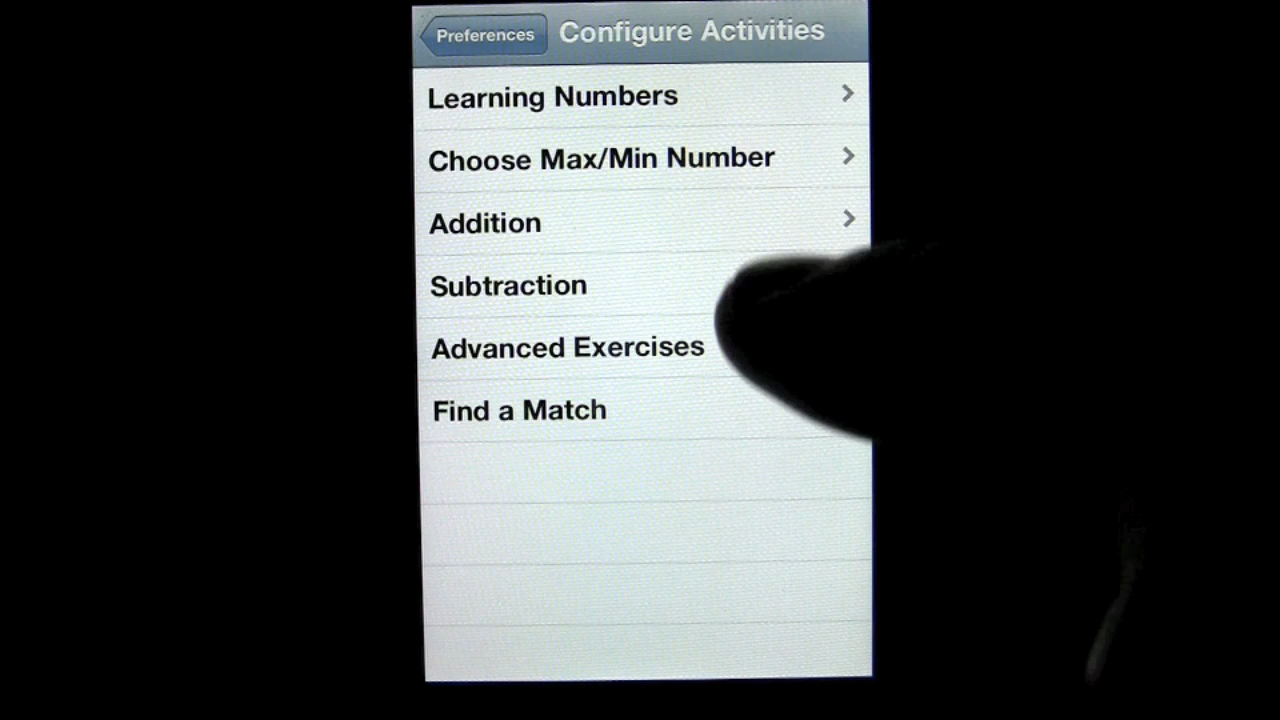 Preferences
Configure Activities
Learning Numbers
Choose Max/Min Number
Addition
Subtraction
Advanced Exercises
Find a Match